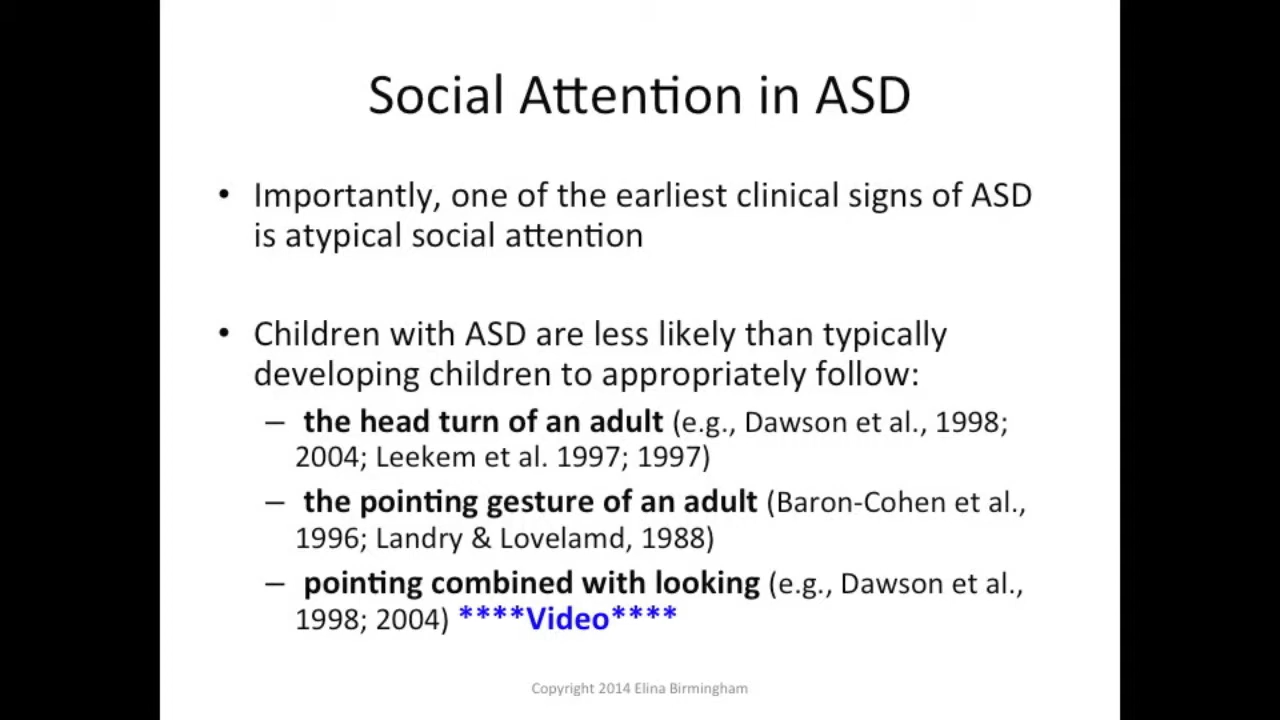 Social Attention in ASD
• Importantly, one of the earliest clinical signs of ASD
is atypical social attention
• Children with ASD are less likely than typically
developing children to appropriately follow:
– the head turn of an adult (e.g., Dawson et al., 1998;
2004; Leekem et al. 1997; 1997)
– the pointing gesture of an adult (Baron-Cohen et al.,
1996; Landry & Lovelamd, 1988)
– pointing combined with looking (e.g., Dawson et al.,
1998; 2004) ****Video****
Copyright 2014 Elina Birmingham